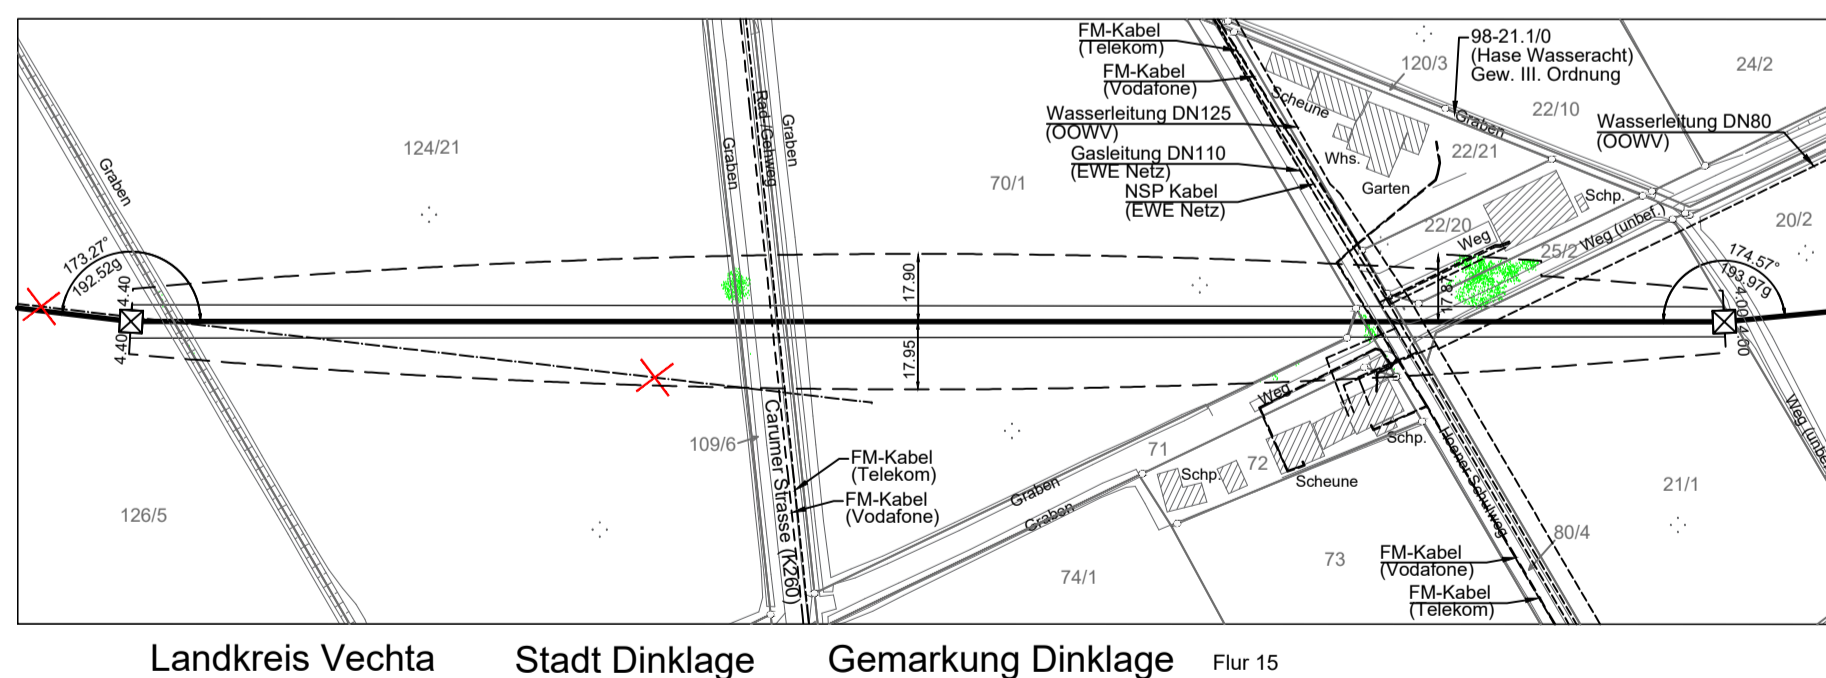 FM-Kabel
(Telekom)
FM-Kabel
(Vodafone)
Wasserleitung DN125
(OOWV)
Gasleitung DN110
(EWE Netz)
NSP Kabel
(EWE Netz)
98-21.1/0
(Hase Wasseracht)
Gew. III. Ordnung
120/3
24/2
22/10
Wasserleitung DN80
(OOWV)
Scheune
Graben
22/21
Whs.
Garten
Schp.
22/20
Weg
25/2
Weg (unbef.)
20/2
124/21
Graben
Graben
Rad-/Gehweg
Graben
70/1
173.27°
192.52g
4.40
4.40
17.90
17.95
17.87
174.57°
193.97g
4.00
4.00
109/6
Carumer Strasse (K260)
FM-Kabel
(Telekom)
FM-Kabel
(Vodafone)
126/5
Weg
71
72
Schp.
Schp.
Scheune
Graben
Graben
Hoener Schulweg
Weg (unbe
21/1
80/4
73
74/1
FM-Kabel
(Vodafone)
FM-Kabel
(Telekom)
Landkreis Vechta Stadt Dinklage Gemarkung Dinklage Flur 15